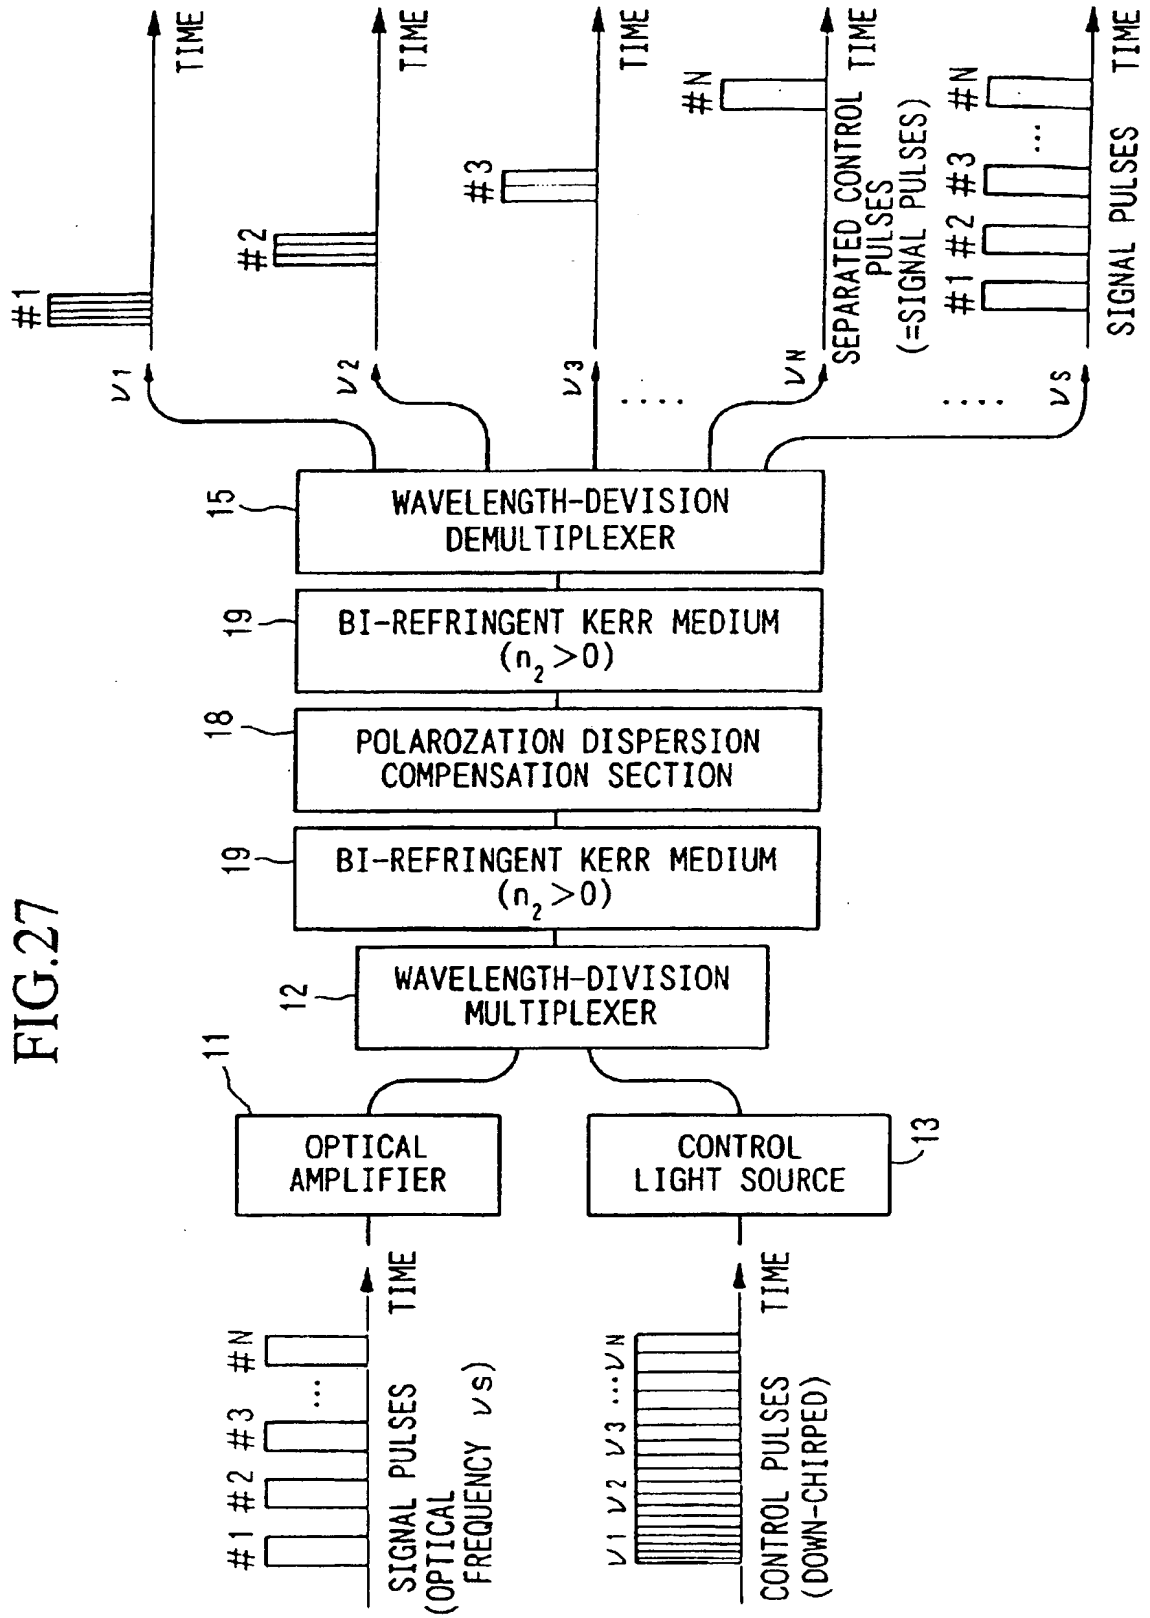 FIG.27
#1 #2 #3 ... #N
TIME
SIGNAL PULSES
(OPTICAL
FREQUENCY νs)
ν1 ν2 ν3 ...νN
TIME
CONTROL PULSES
(DOWN-CHIRPED)
11
OPTICAL
AMPLIFIER
13
CONTROL
LIGHT SOURCE
12
WAVELENGTH-DIVISION
MULTIPLEXER
19
BI-REFRINGENT KERR MEDIUM
(n2>0)
18
POLAROZATION DISPERSION
COMPENSATION SECTION
19
BI-REFRINGENT KERR MEDIUM
(n2>0)
15
WAVELENGTH-DEVISION
DEMULTIPLEXER
ν1
#1
TIME
ν2
#2
TIME
ν3
#3
TIME
....
νN
#N
TIME
SEPARATED CONTROL
PULSES
(=SIGNAL PULSES)
....
νS
#1 #2 #3 ... #N
TIME
SIGNAL PULSES